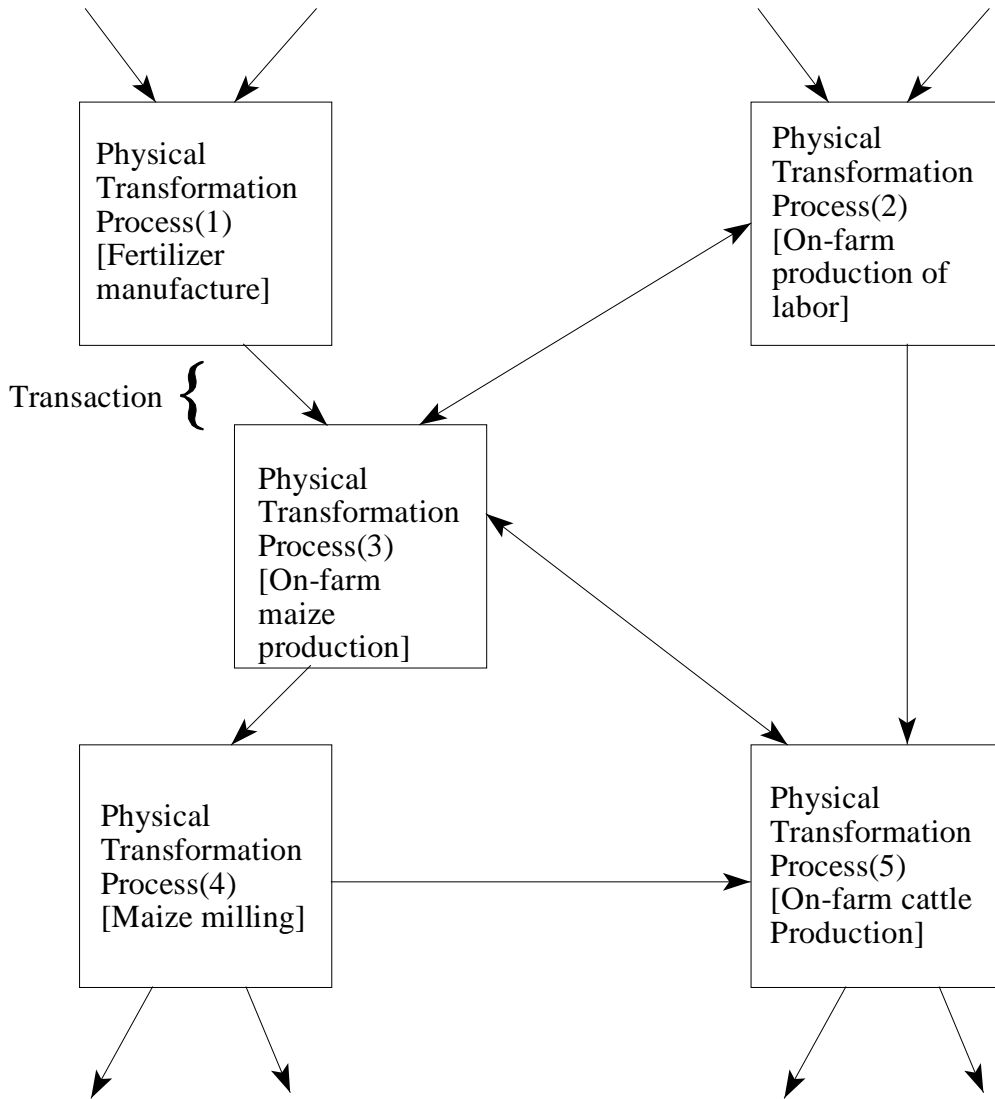 Physical
Transformation
Process(1)
[Fertilizer
manufacture]
Physical
Transformation
Process(2)
[On-farm
production of
labor]
Transaction {
Physical
Transformation
Process(3)
[On-farm
maize
production]
Physical
Transformation
Process(4)
[Maize milling]
Physical
Transformation
Process(5)
[On-farm cattle
Production]